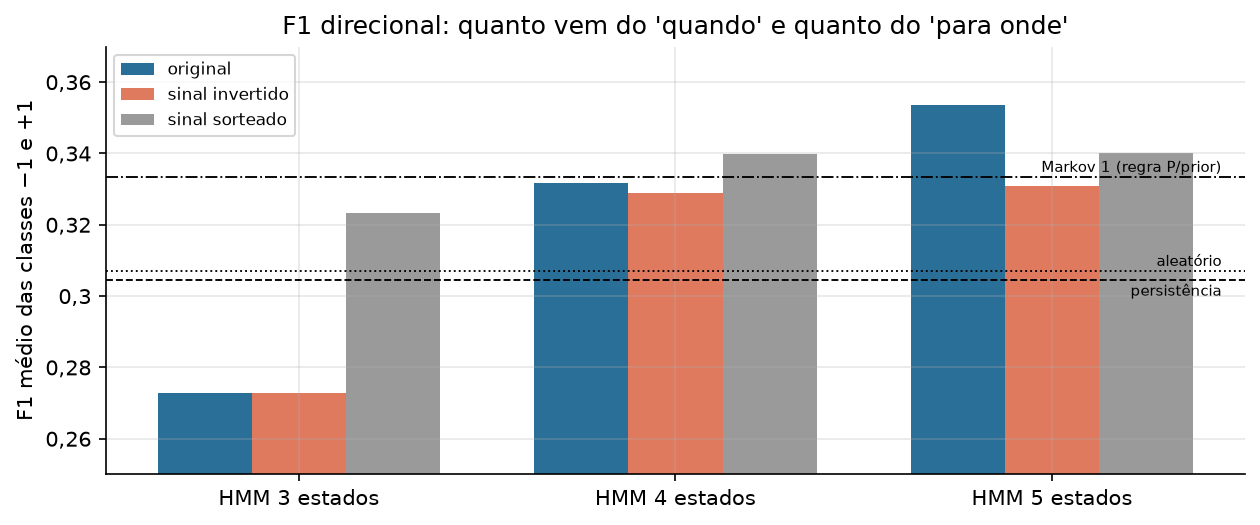 F1 direcional: quanto vem do 'quando' e quanto do 'para onde'
F1 médio das classes −1 e +1
0,36
0,34
0,32
0,3
0,28
0,26
original
sinal invertido
sinal sorteado
Markov 1 (regra P/prior)
aleatório
persistência
HMM 3 estados
HMM 4 estados
HMM 5 estados